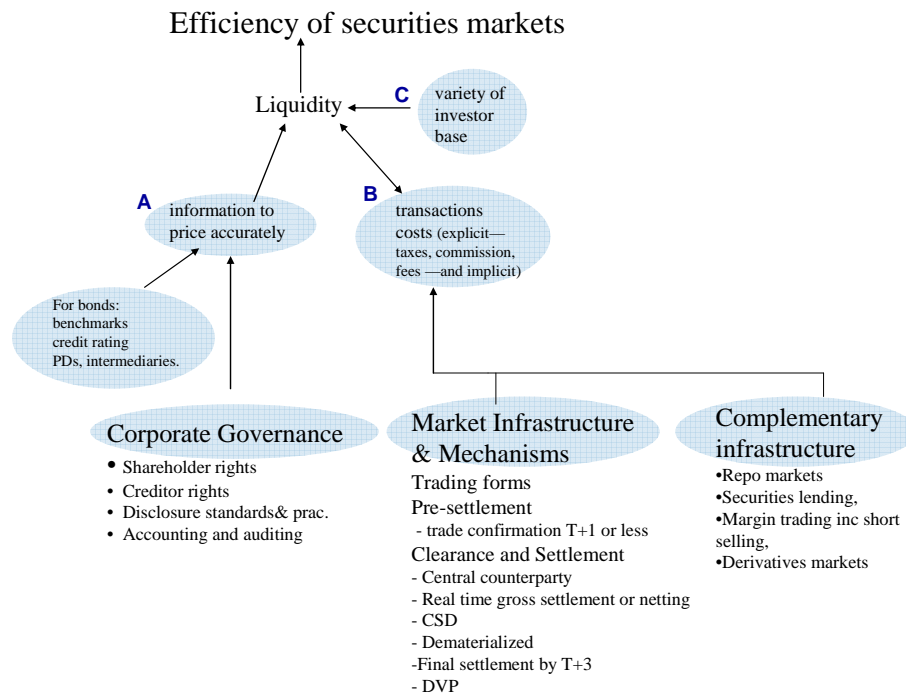 Efficiency of securities markets
Liquidity
C
variety of
investor
base
A
information to
price accurately
B
transactions
costs (explicit—
taxes, commission,
fees —and implicit)
For bonds:
benchmarks
credit rating
PDs, intermediaries.
Corporate Governance
• Shareholder rights
• Creditor rights
• Disclosure standards& prac.
• Accounting and auditing
Market Infrastructure
& Mechanisms
Trading forms
Pre-settlement
- trade confirmation T+1 or less
Clearance and Settlement
- Central counterparty
- Real time gross settlement or netting
- CSD
- Dematerialized
-Final settlement by T+3
- DVP
Complementary
infrastructure
•Repo markets
•Securities lending,
•Margin trading inc short
selling,
•Derivatives markets